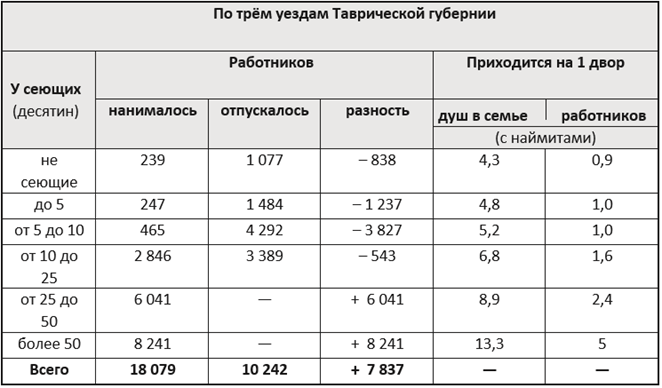 По трём уездам Таврической губернии
У сеющих
(десятин)
Работников
Приходится на 1 двор
нанималось отпускалось разность душ в семье работников
(с наймитами)
не
сеющие 239 1 077 – 838 4,3 0,9
до 5 247 1 484 – 1 237 4,8 1,0
от 5 до 10 465 4 292 – 3 827 5,2 1,0
от 10 до
25 2 846 3 389 – 543 6,8 1,6
от 25 до
50 6 041 — + 6 041 8,9 2,4
более 50 8 241 — + 8 241 13,3 5
Всего 18 079 10 242 + 7 837 — —